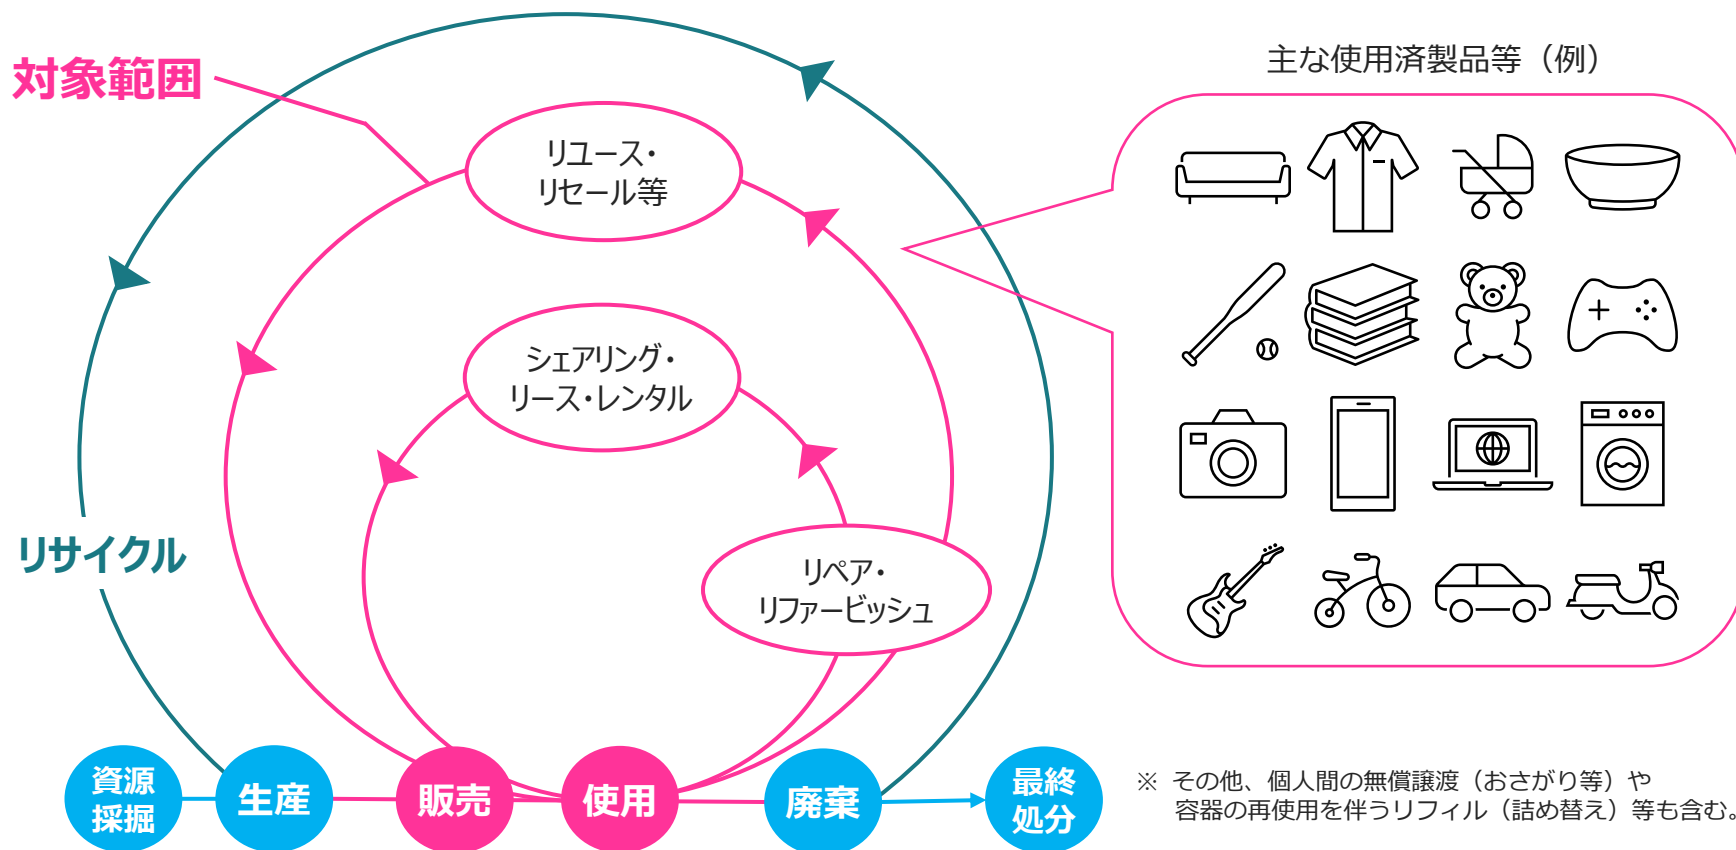 対象範囲
リユース・
リセール等
シェアリング・
リース・レンタル
リサイクル
リペア・
リファービッシュ
資源
採掘
生産
販売
使用
廃棄
最終
処分
主な使用済製品等（例）
※ その他、個人間の無償譲渡（おさがり等）や
容器の再使用を伴うリフィル（詰め替え）等も含む。